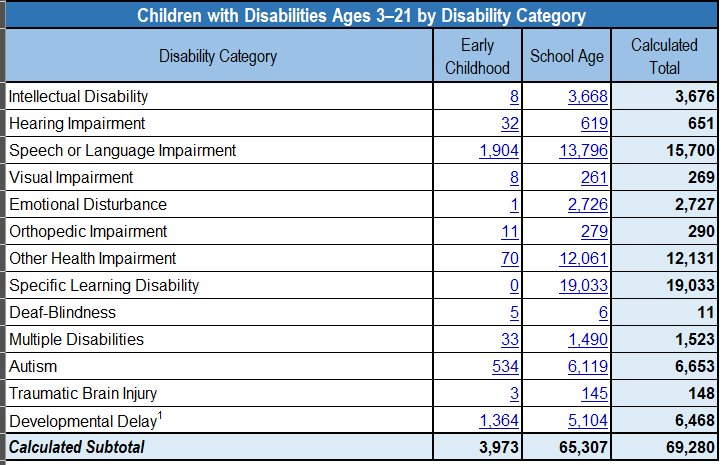 Children with Disabilities Ages 3–21 by Disability Category
Disability Category Early Childhood School Age Calculated Total
Intellectual Disability 8 3,668 3,676
Hearing Impairment 32 619 651
Speech or Language Impairment 1,904 13,796 15,700
Visual Impairment 8 261 269
Emotional Disturbance 1 2,726 2,727
Orthopedic Impairment 11 279 290
Other Health Impairment 70 12,061 12,131
Specific Learning Disability 0 19,033 19,033
Deaf-Blindness 5 6 11
Multiple Disabilities 33 1,490 1,523
Autism 534 6,119 6,653
Traumatic Brain Injury 3 145 148
Developmental Delay¹ 1,364 5,104 6,468
Calculated Subtotal 3,973 65,307 69,280